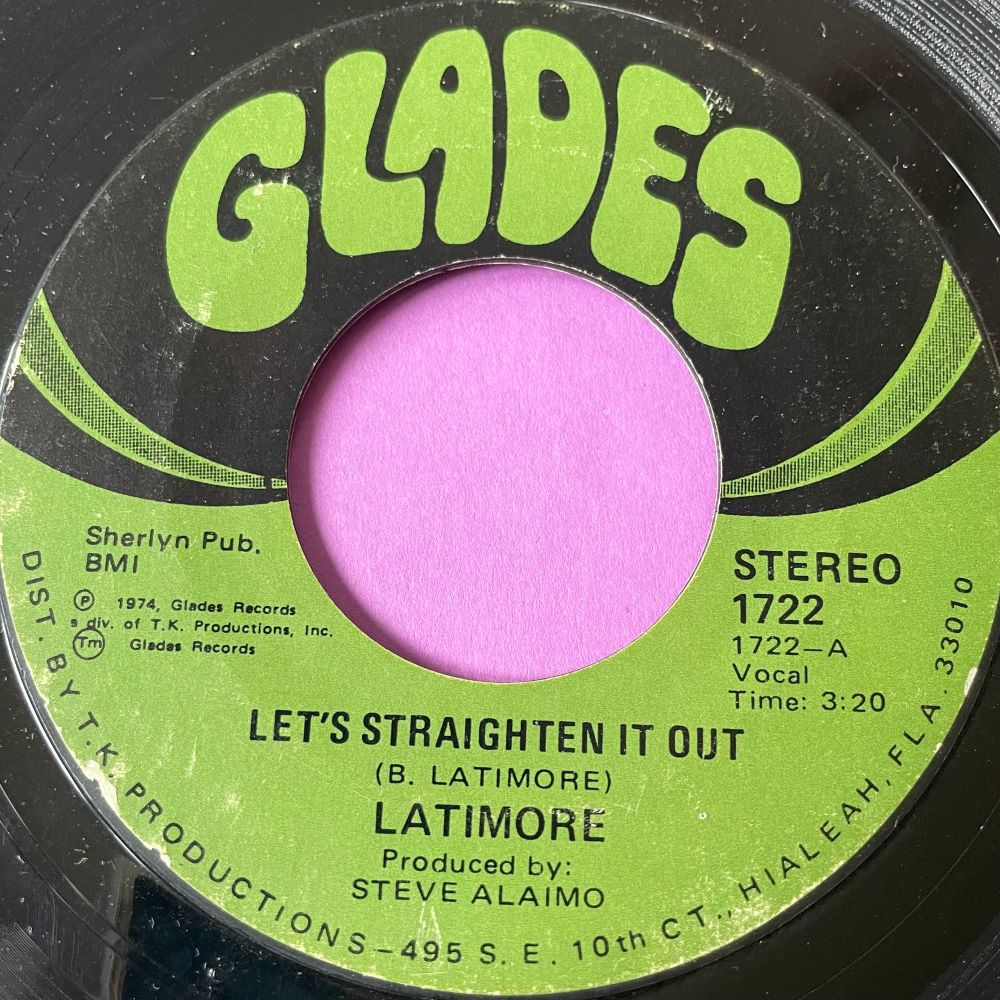 GLADES
Sherlyn Pub.
BMI
Ⓟ 1974, Glades Records
a div. of T.K. Productions, Inc.
Tm Glades Records
STEREO
1722
1722-A
Vocal
Time: 3:20
LET'S STRAIGHTEN IT OUT
(B. LATIMORE)
LATIMORE
Produced by:
STEVE ALAIMO
DIST. BY T.K. PRODUCTIONS-495 S. E. 10th CT., HIALEAH, FLA. 33010